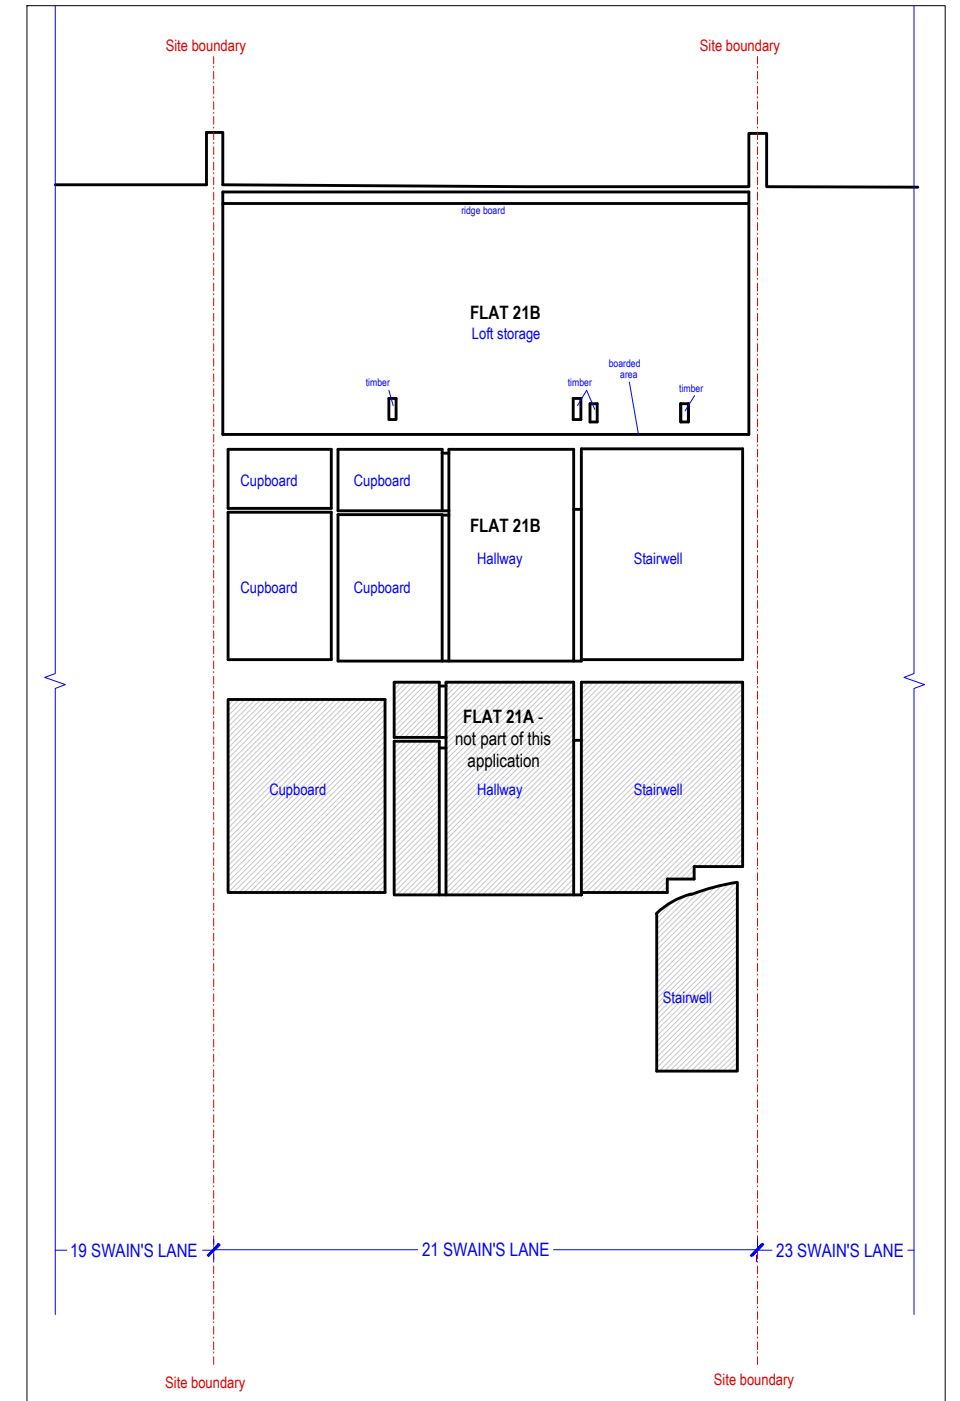 Site boundary
Site boundary
ridge board
FLAT 21B
Loft storage
boarded
area
timber
timber
timber
Cupboard
Cupboard
FLAT 21B
Hallway
Stairwell
Cupboard
Cupboard
FLAT 21A -
not part of this
application
Cupboard
Hallway
Stairwell
Stairwell
19 SWAIN'S LANE
21 SWAIN'S LANE
23 SWAIN'S LANE
Site boundary
Site boundary